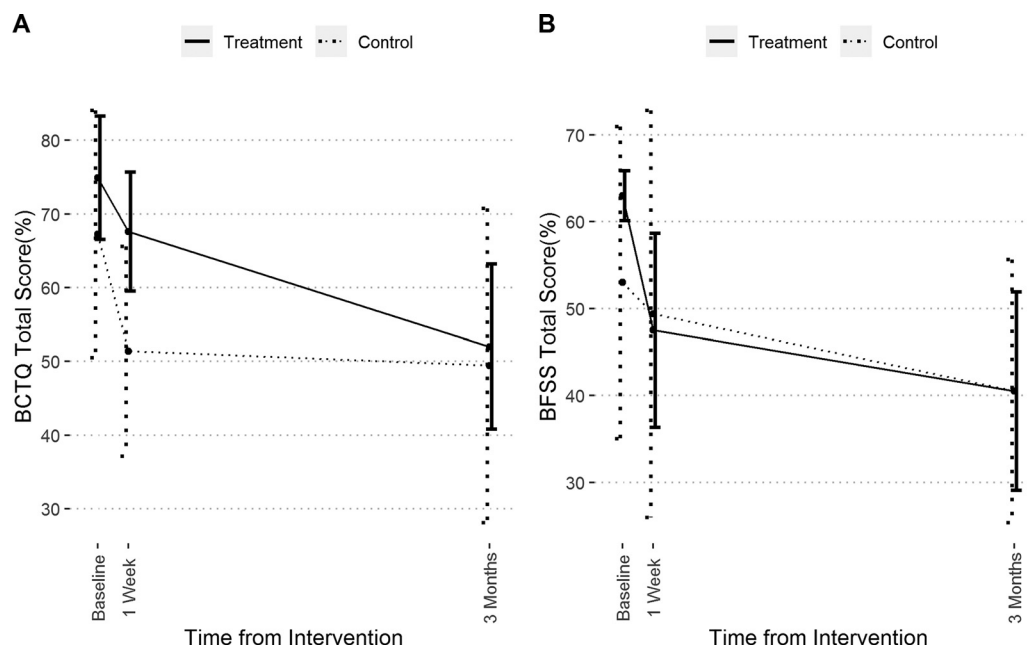 A
Treatment Control
80
70
60
50
40
30
BCTQ Total Score(%)
Baseline
1 Week
3 Months
Time from Intervention
B
Treatment Control
70
60
50
40
30
BFSS Total Score(%)
Baseline
1 Week
3 Months
Time from Intervention